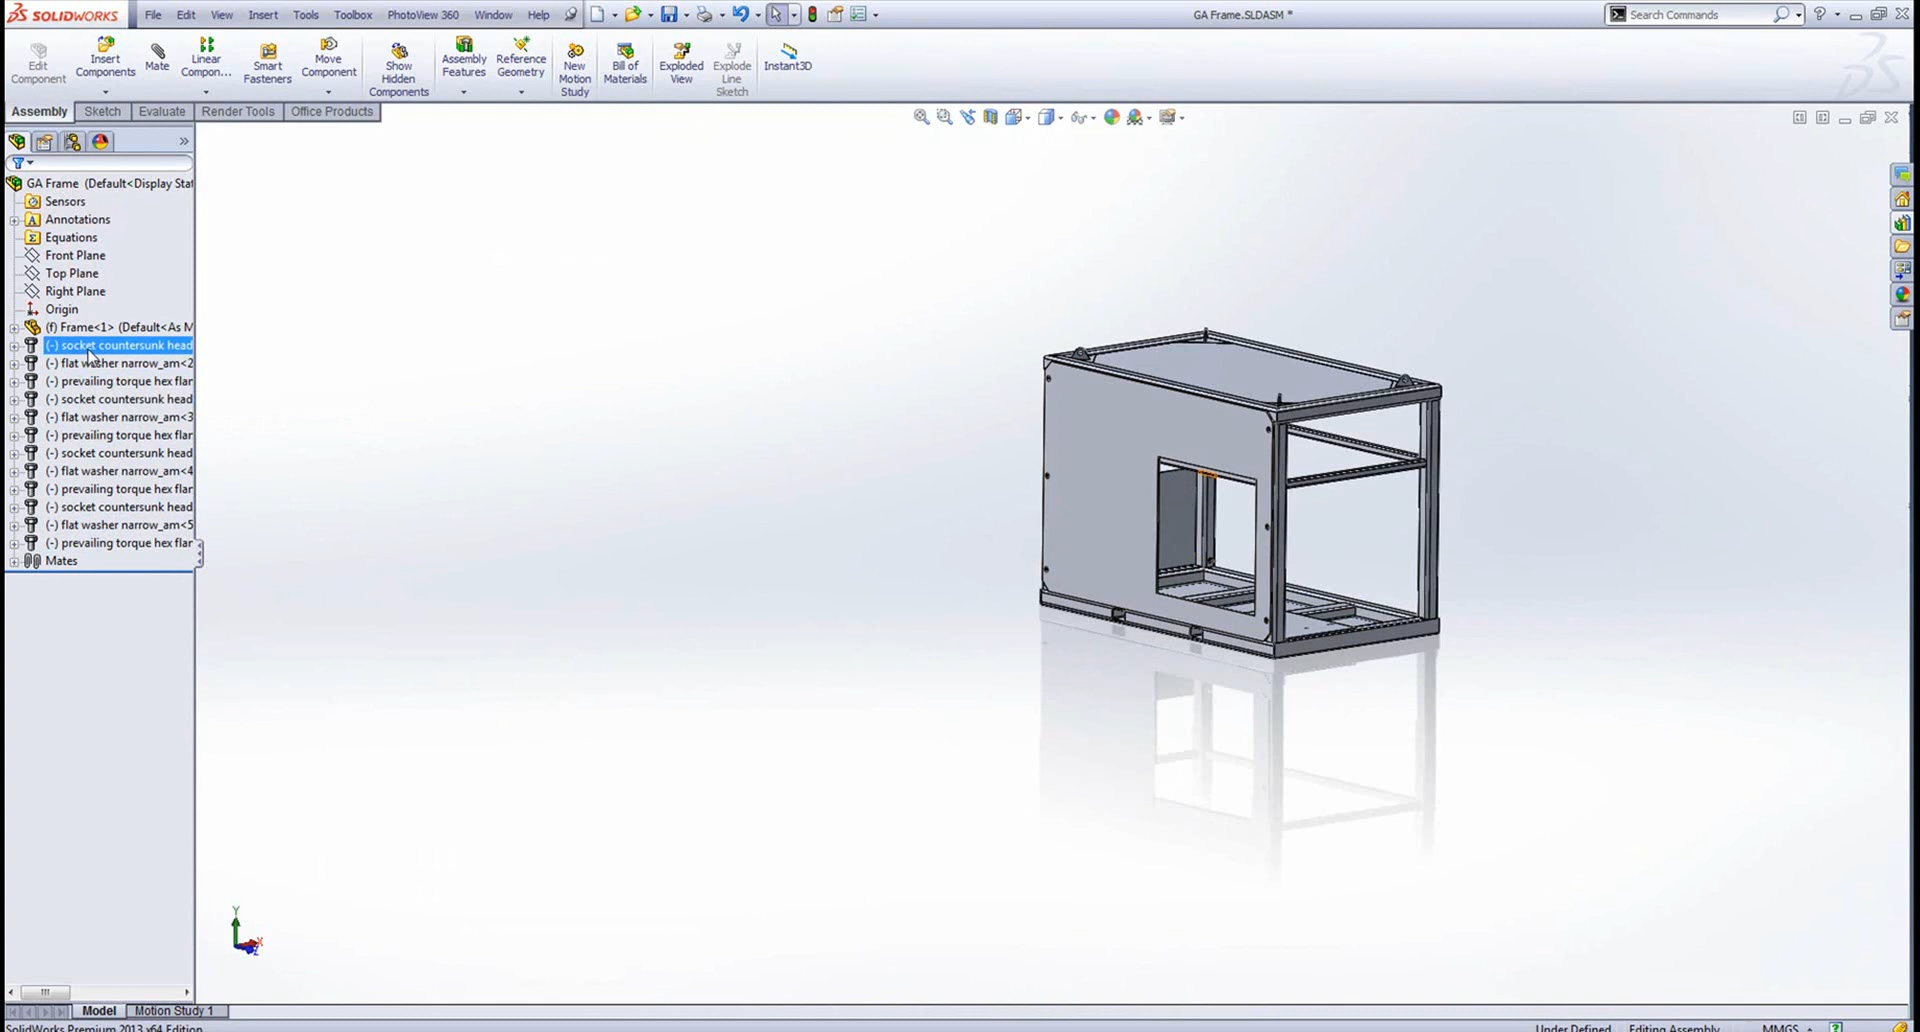 SOLIDWORKS File Edit View Insert Tools Toolbox PhotoView 360 Window Help GA Frame.SLDASM * Search Commands
Edit Component
Insert Components
Mate
Linear Compon...
Smart Fasteners
Move Component
Show Hidden Components
Assembly Features
Reference Geometry
New Motion Study
Bill of Materials
Exploded View
Explode Line Sketch
Instant3D
Assembly Sketch Evaluate Render Tools Office Products
GA Frame (Default<Display Stat
Sensors
Annotations
Equations
Front Plane
Top Plane
Right Plane
Origin
(f) Frame<1> (Default<As M
(-) socket countersunk head
(-) flat washer narrow_am<2
(-) prevailing torque hex flan
(-) socket countersunk head
(-) flat washer narrow_am<3
(-) prevailing torque hex flan
(-) socket countersunk head
(-) flat washer narrow_am<4
(-) prevailing torque hex flan
(-) socket countersunk head
(-) flat washer narrow_am<5
(-) prevailing torque hex flan
Mates
Y
X
Z
Model Motion Study 1
SolidWorks Premium 2013 x64 Edition Under Defined Editing Assembly MMGS